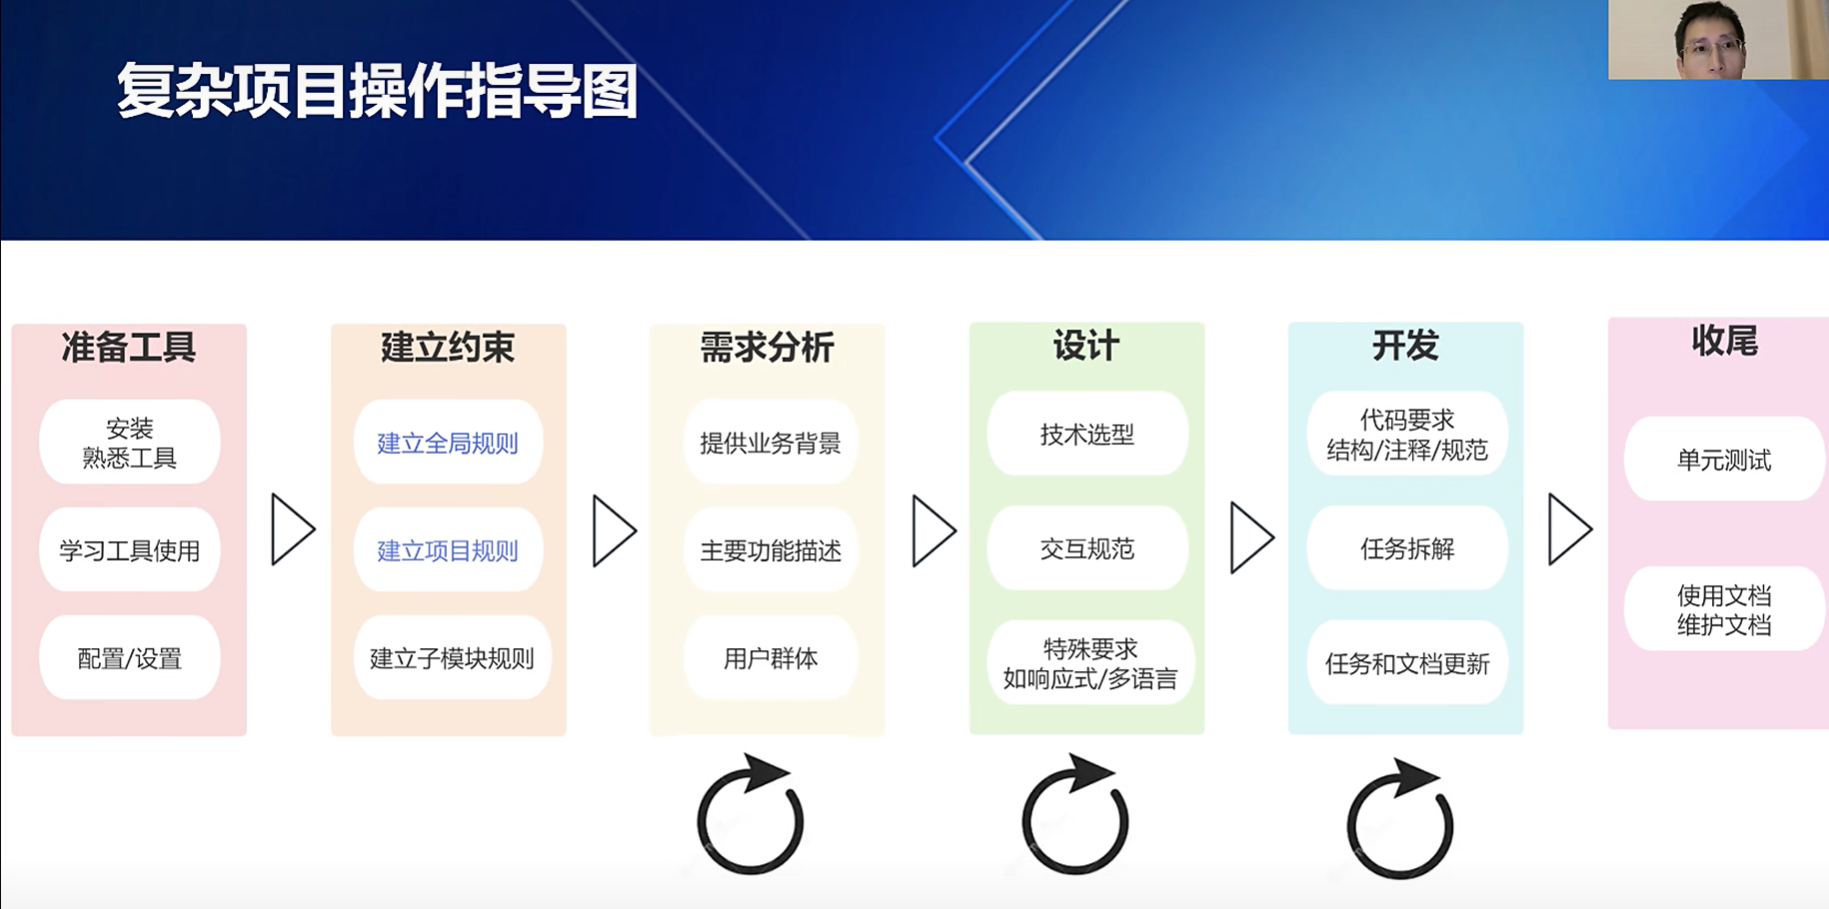 复杂项目操作指导图
准备工具
安装
熟悉工具
学习工具使用
配置/设置
建立约束
建立全局规则
建立项目规则
建立子模块规则
需求分析
提供业务背景
主要功能描述
用户群体
设计
技术选型
交互规范
特殊要求
如响应式/多语言
开发
代码要求
结构/注释/规范
任务拆解
任务和文档更新
收尾
单元测试
使用文档
维护文档